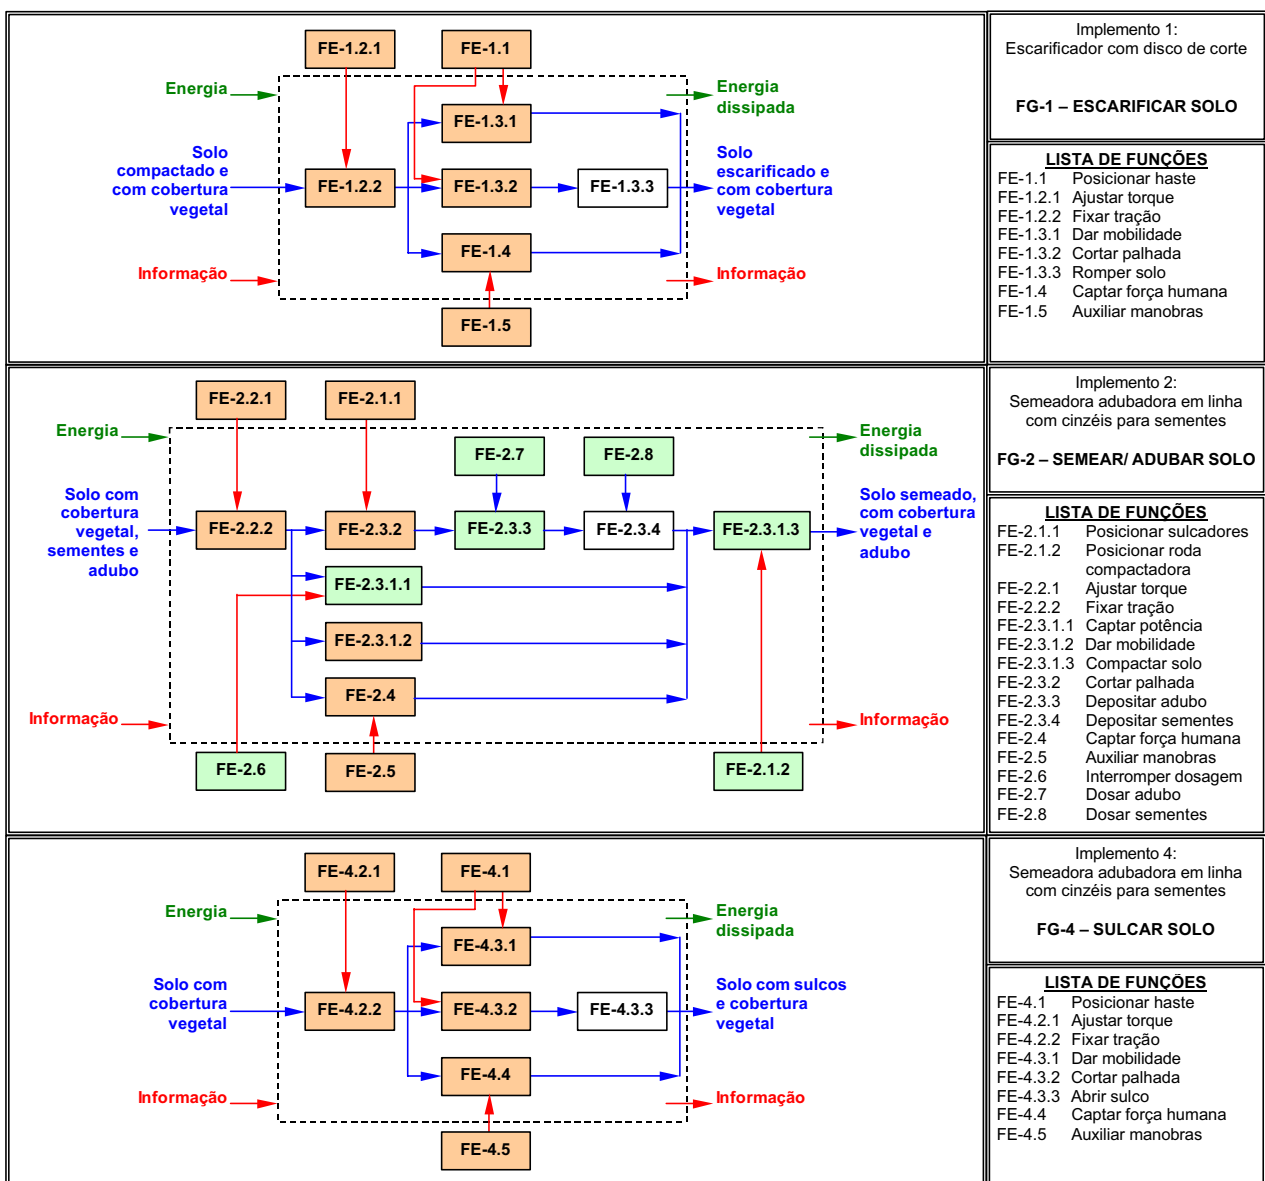 FE-1.2.1
FE-1.1
Energia
Energia
dissipada
FE-1.3.1
Solo
compactado e
com cobertura
vegetal
FE-1.2.2
FE-1.3.2
FE-1.3.3
Solo
escarificado e
com cobertura
vegetal
FE-1.4
Informação
Informação
FE-1.5
Implemento 1:
Escarificador com disco de corte
FG-1 – ESCARIFICAR SOLO
LISTA DE FUNÇÕES
FE-1.1 Posicionar haste
FE-1.2.1 Ajustar torque
FE-1.2.2 Fixar tração
FE-1.3.1 Dar mobilidade
FE-1.3.2 Cortar palhada
FE-1.3.3 Romper solo
FE-1.4 Captar força humana
FE-1.5 Auxiliar manobras
FE-2.2.1
FE-2.1.1
Energia
Energia
dissipada
FE-2.7
FE-2.8
Solo com
cobertura
vegetal,
sementes e
adubo
FE-2.2.2
FE-2.3.2
FE-2.3.3
FE-2.3.4
FE-2.3.1.3
Solo semeado,
com cobertura
vegetal e
adubo
FE-2.3.1.1
FE-2.3.1.2
FE-2.4
Informação
Informação
FE-2.6
FE-2.5
FE-2.1.2
Implemento 2:
Semeadora adubadora em linha
com cinzéis para sementes
FG-2 – SEMEAR/ ADUBAR SOLO
LISTA DE FUNÇÕES
FE-2.1.1 Posicionar sulcadores
FE-2.1.2 Posicionar roda
compactadora
FE-2.2.1 Ajustar torque
FE-2.2.2 Fixar tração
FE-2.3.1.1 Captar potência
FE-2.3.1.2 Dar mobilidade
FE-2.3.1.3 Compactar solo
FE-2.3.2 Cortar palhada
FE-2.3.3 Depositar adubo
FE-2.3.4 Depositar sementes
FE-2.4 Captar força humana
FE-2.5 Auxiliar manobras
FE-2.6 Interromper dosagem
FE-2.7 Dosar adubo
FE-2.8 Dosar sementes
FE-4.2.1
FE-4.1
Energia
Energia
dissipada
FE-4.3.1
Solo com
cobertura
vegetal
FE-4.2.2
FE-4.3.2
FE-4.3.3
Solo com sulcos
e cobertura
vegetal
FE-4.4
Informação
Informação
FE-4.5
Implemento 4:
Semeadora adubadora em linha
com cinzéis para sementes
FG-4 – SULCAR SOLO
LISTA DE FUNÇÕES
FE-4.1 Posicionar haste
FE-4.2.1 Ajustar torque
FE-4.2.2 Fixar tração
FE-4.3.1 Dar mobilidade
FE-4.3.2 Cortar palhada
FE-4.3.3 Abrir sulco
FE-4.4 Captar força humana
FE-4.5 Auxiliar manobras